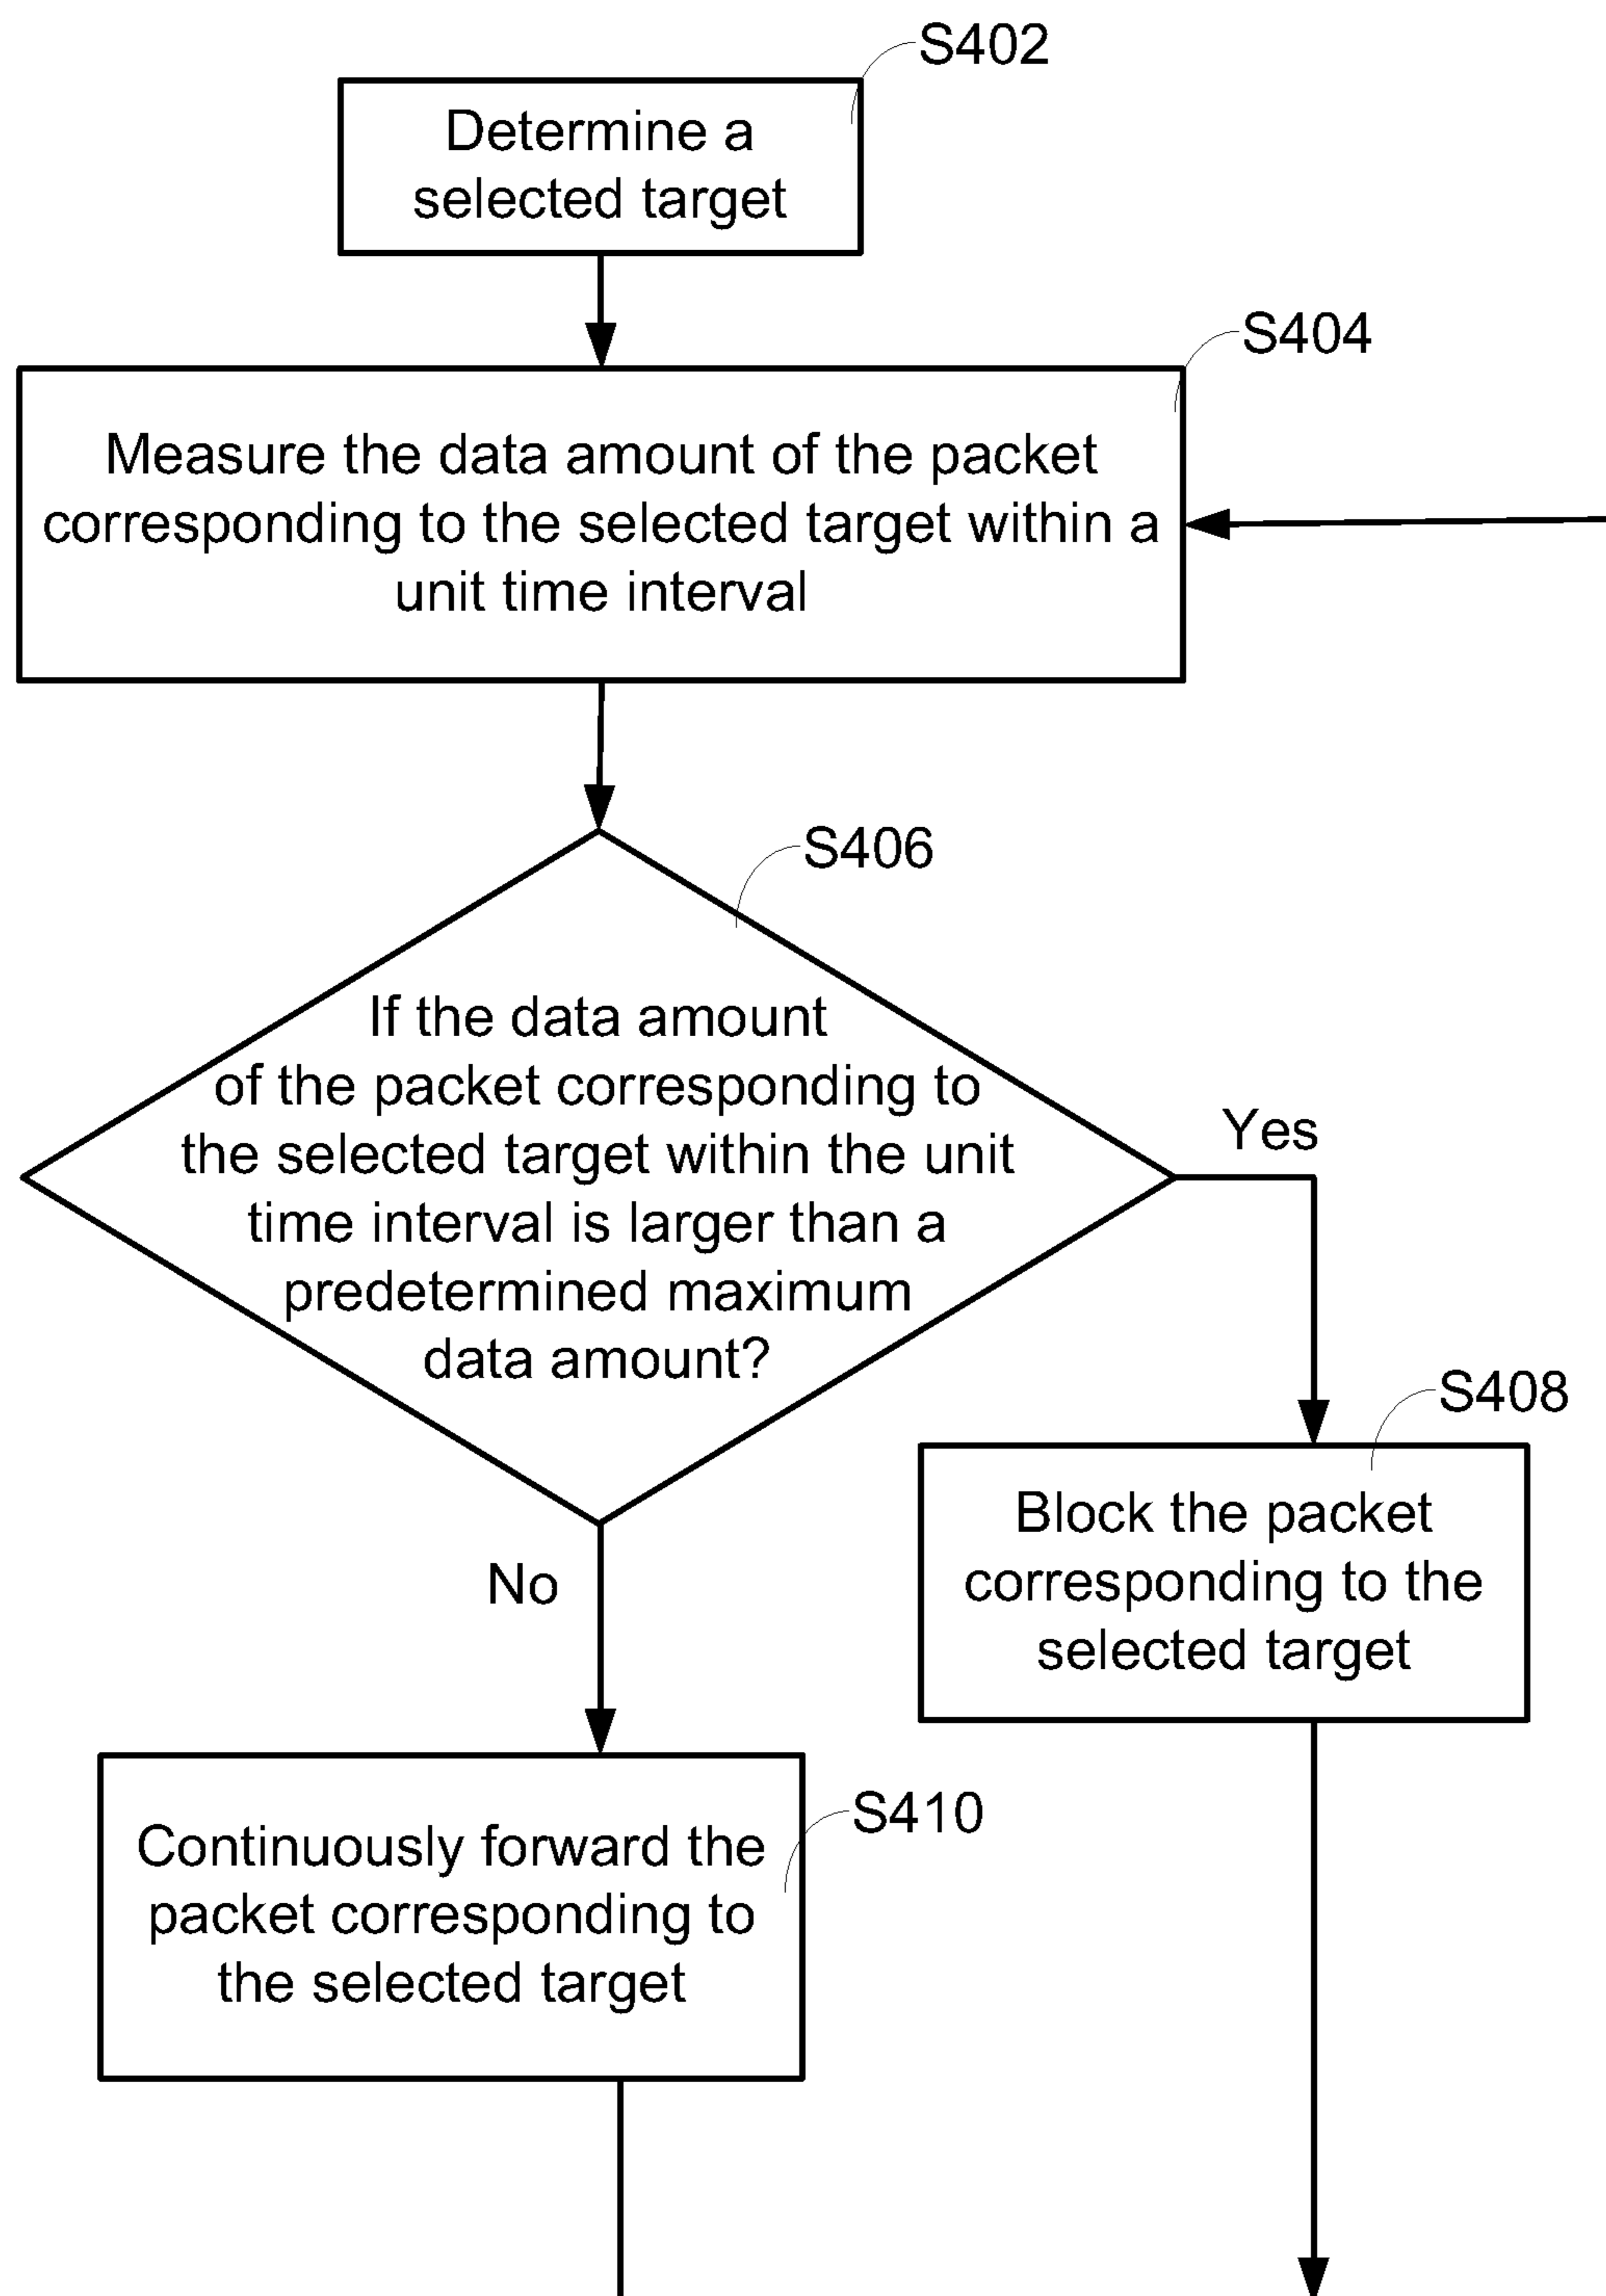 S402
Determine a
selected target
S404
Measure the data amount of the packet
corresponding to the selected target within a
unit time interval
S406
If the data amount
of the packet corresponding to
the selected target within the unit
time interval is larger than a
predetermined maximum
data amount?
Yes
S408
Block the packet
corresponding to the
selected target
No
S410
Continuously forward the
packet corresponding to
the selected target